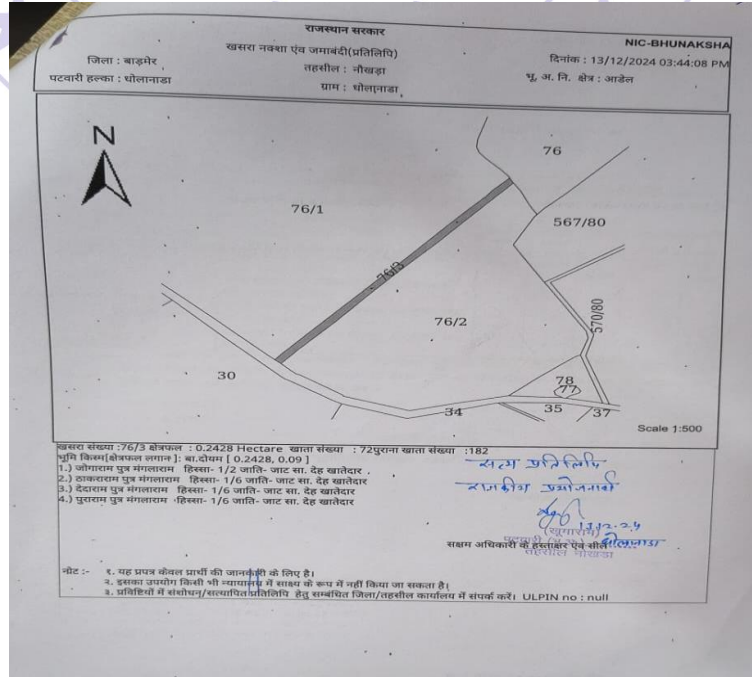 राजस्थान सरकार
खसरा नक्शा एंव जमाबंदी(प्रतिलिपि)
NIC-BHUNAKSHA
जिला : बाड़मेर
तहसील : नौखड़ा
दिनांक : 13/12/2024 03:44:08 PM
पटवारी हल्का : धोलानाडा
ग्राम : धोलानाडा
भू. अ. नि. क्षेत्र : आडेल
N
76
76/1
567/80
76/3
76/2
570/80
30
78
77
34
35
37
Scale 1:500
खसरा संख्या :76/3 क्षेत्रफल : 0.2428 Hectare खाता संख्या : 72पुराना खाता संख्या :182
भूमि किस्म[क्षेत्रफल लगान ]: बा.दोयम [ 0.2428, 0.09 ]
1.) जोगाराम पुत्र मंगलाराम हिस्सा- 1/2 जाति- जाट सा. देह खातेदार .
2.) ठाकराराम पुत्र मंगलाराम हिस्सा- 1/6 जाति- जाट सा. देह खातेदार
3.) देदाराम पुत्र मंगलाराम हिस्सा- 1/6 जाति- जाट सा. देह खातेदार
4.) पुराराम पुत्र मंगलाराम हिस्सा- 1/6 जाति- जाट सा. देह खातेदार
सत्य प्रतिलिपि
राजकीय प्रयोजनार्थ
13.12.24
सक्षम अधिकारी के हस्ताक्षर एवं सील
धोलानाडा
तहसील नोखड़ा
नोट :- १. यह प्रपत्र केवल प्रार्थी की जानकारी के लिए है।
२. इसका उपयोग किसी भी न्यायालय में साक्ष्य के रूप में नहीं किया जा सकता है।
३. प्रविष्टियों में संशोधन/सत्यापित प्रतिलिपि हेतु सम्बंधित जिला/तहसील कार्यालय में संपर्क करें। ULPIN no : null